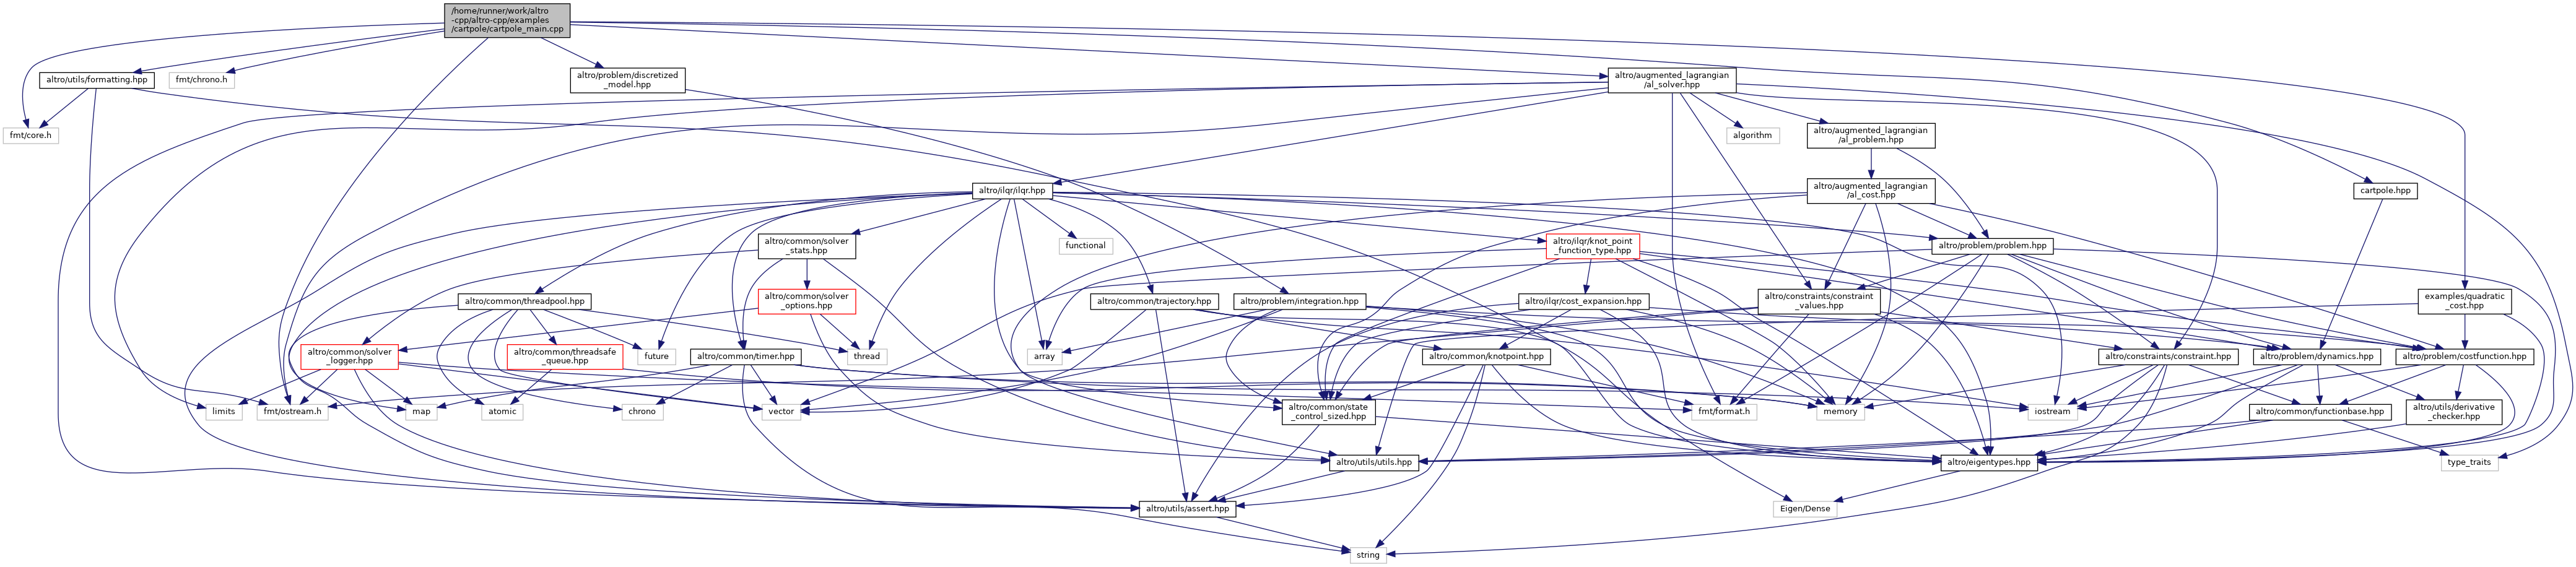 /home/runner/work/altro
-cpp/altro-cpp/examples
/cartpole/cartpole_main.cpp
altro/utils/formatting.hpp
fmt/chrono.h
altro/problem/discretized
_model.hpp
altro/augmented_lagrangian
/al_solver.hpp
fmt/core.h
algorithm
altro/augmented_lagrangian
/al_problem.hpp
altro/ilqr/ilqr.hpp
altro/augmented_lagrangian
/al_cost.hpp
cartpole.hpp
altro/common/solver
_stats.hpp
functional
altro/ilqr/knot_point
_function_type.hpp
altro/problem/problem.hpp
altro/common/threadpool.hpp
altro/common/solver
_options.hpp
altro/common/trajectory.hpp
altro/problem/integration.hpp
altro/ilqr/cost_expansion.hpp
altro/constraints/constraint
_values.hpp
examples/quadratic
_cost.hpp
altro/common/solver
_logger.hpp
altro/common/threadsafe
_queue.hpp
future
altro/common/timer.hpp
thread
array
altro/common/knotpoint.hpp
altro/constraints/constraint.hpp
altro/problem/dynamics.hpp
altro/problem/costfunction.hpp
limits
fmt/ostream.h
map
atomic
chrono
vector
fmt/format.h
altro/common/state
_control_sized.hpp
memory
iostream
altro/common/functionbase.hpp
altro/utils/derivative
_checker.hpp
altro/utils/utils.hpp
altro/eigentypes.hpp
type_traits
altro/utils/assert.hpp
Eigen/Dense
string